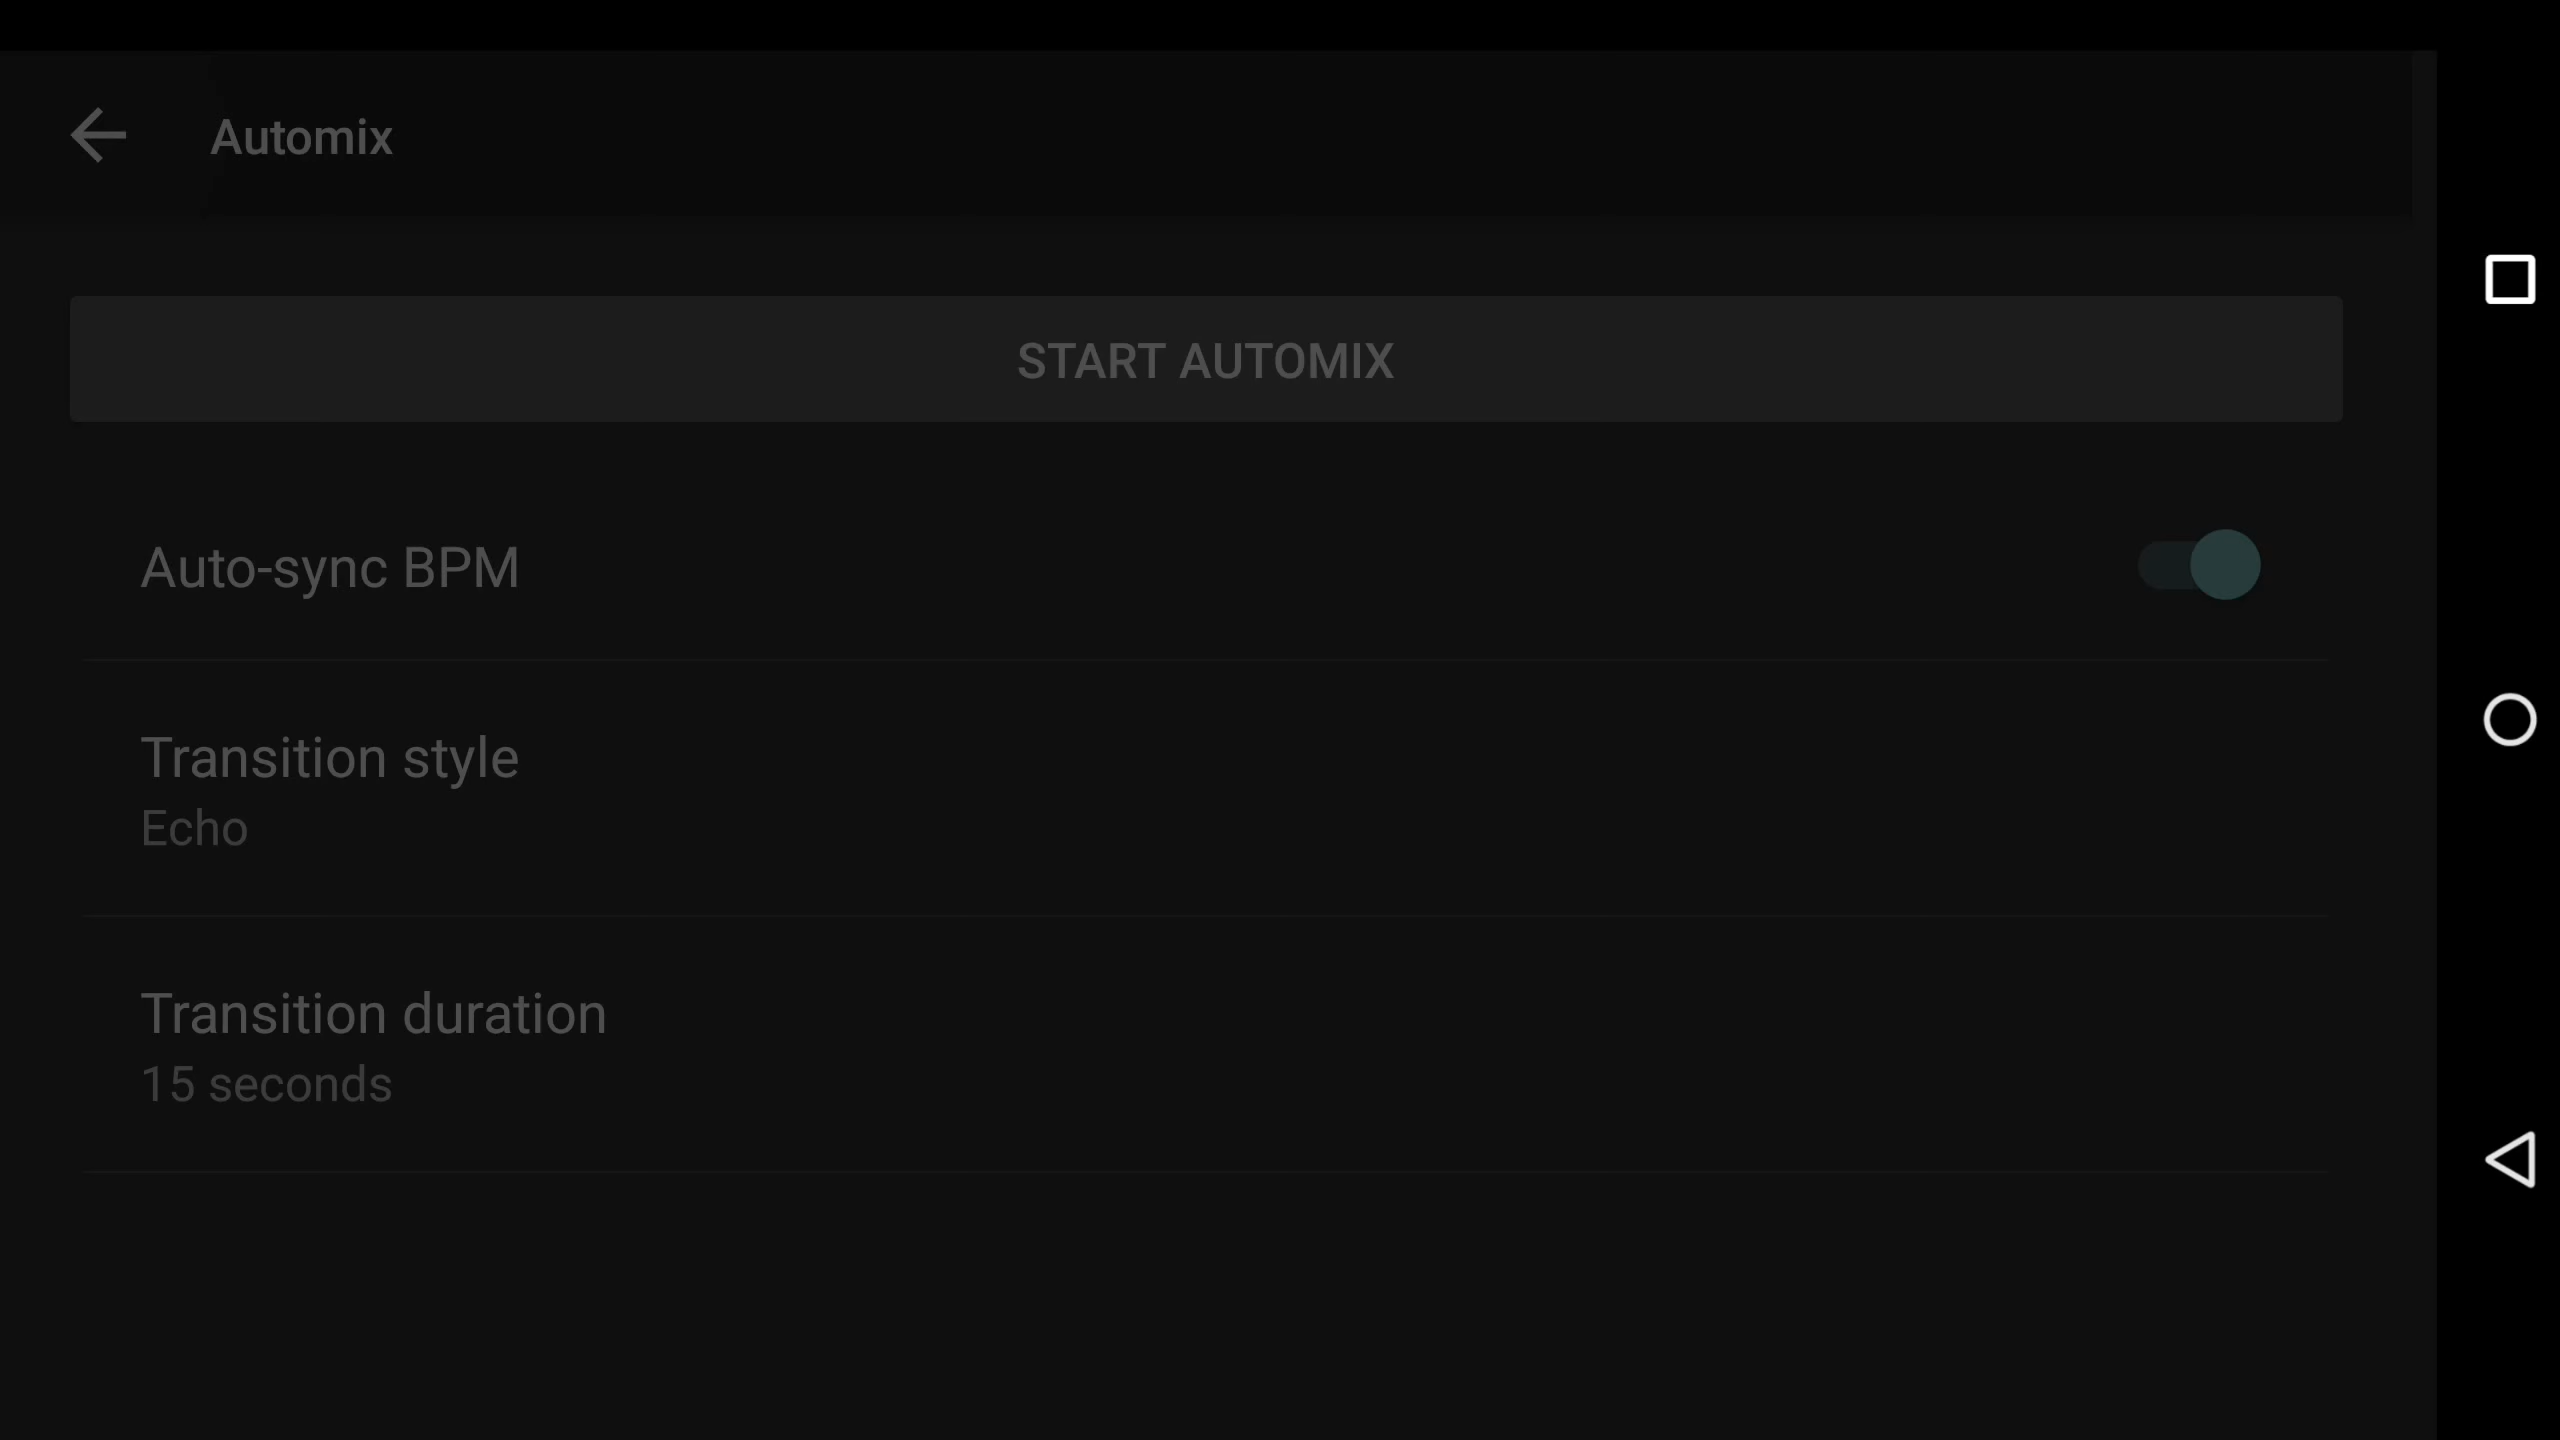 Automix
START AUTOMIX
Auto-sync BPM
Transition style
Echo
Transition duration
15 seconds